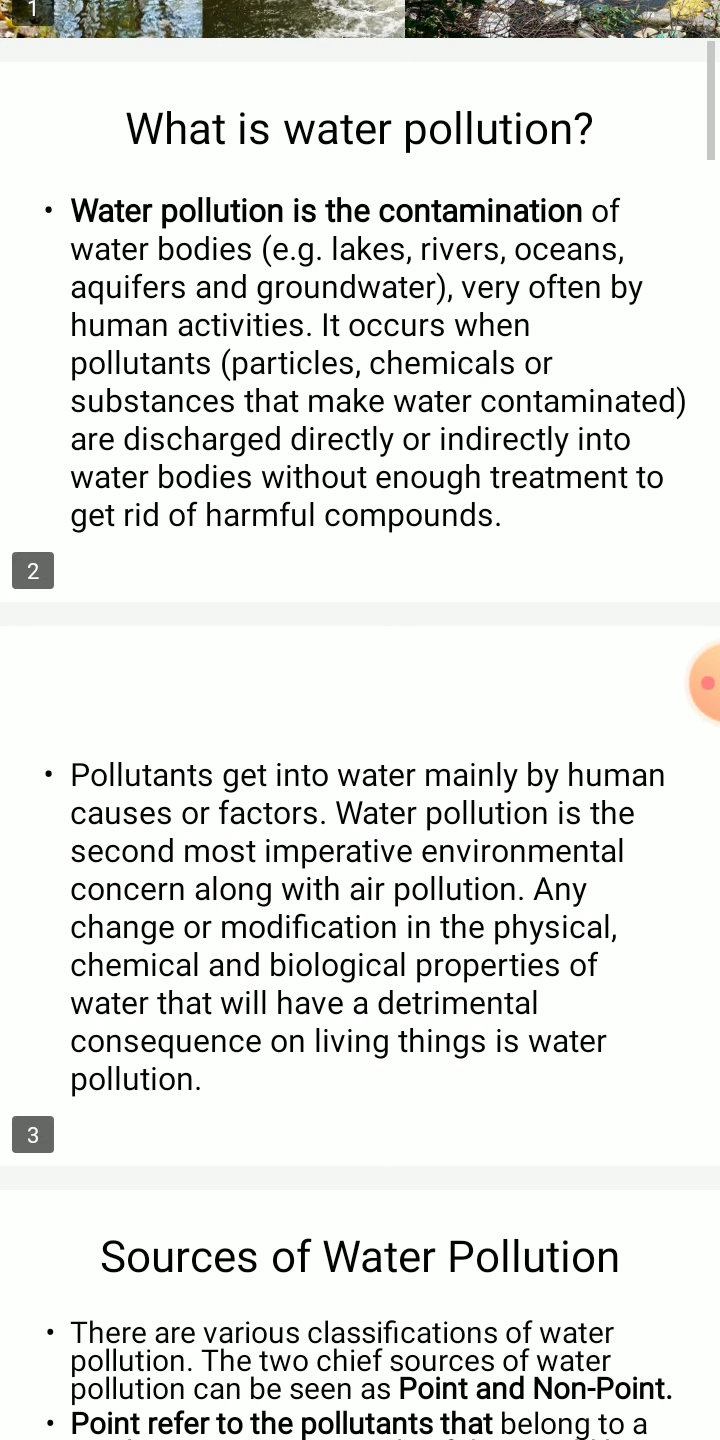 1
What is water pollution?
• Water pollution is the contamination of
water bodies (e.g. lakes, rivers, oceans,
aquifers and groundwater), very often by
human activities. It occurs when
pollutants (particles, chemicals or
substances that make water contaminated)
are discharged directly or indirectly into
water bodies without enough treatment to
get rid of harmful compounds.
2
• Pollutants get into water mainly by human
causes or factors. Water pollution is the
second most imperative environmental
concern along with air pollution. Any
change or modification in the physical,
chemical and biological properties of
water that will have a detrimental
consequence on living things is water
pollution.
3
Sources of Water Pollution
• There are various classifications of water
pollution. The two chief sources of water
pollution can be seen as Point and Non-Point.
• Point refer to the pollutants that belong to a